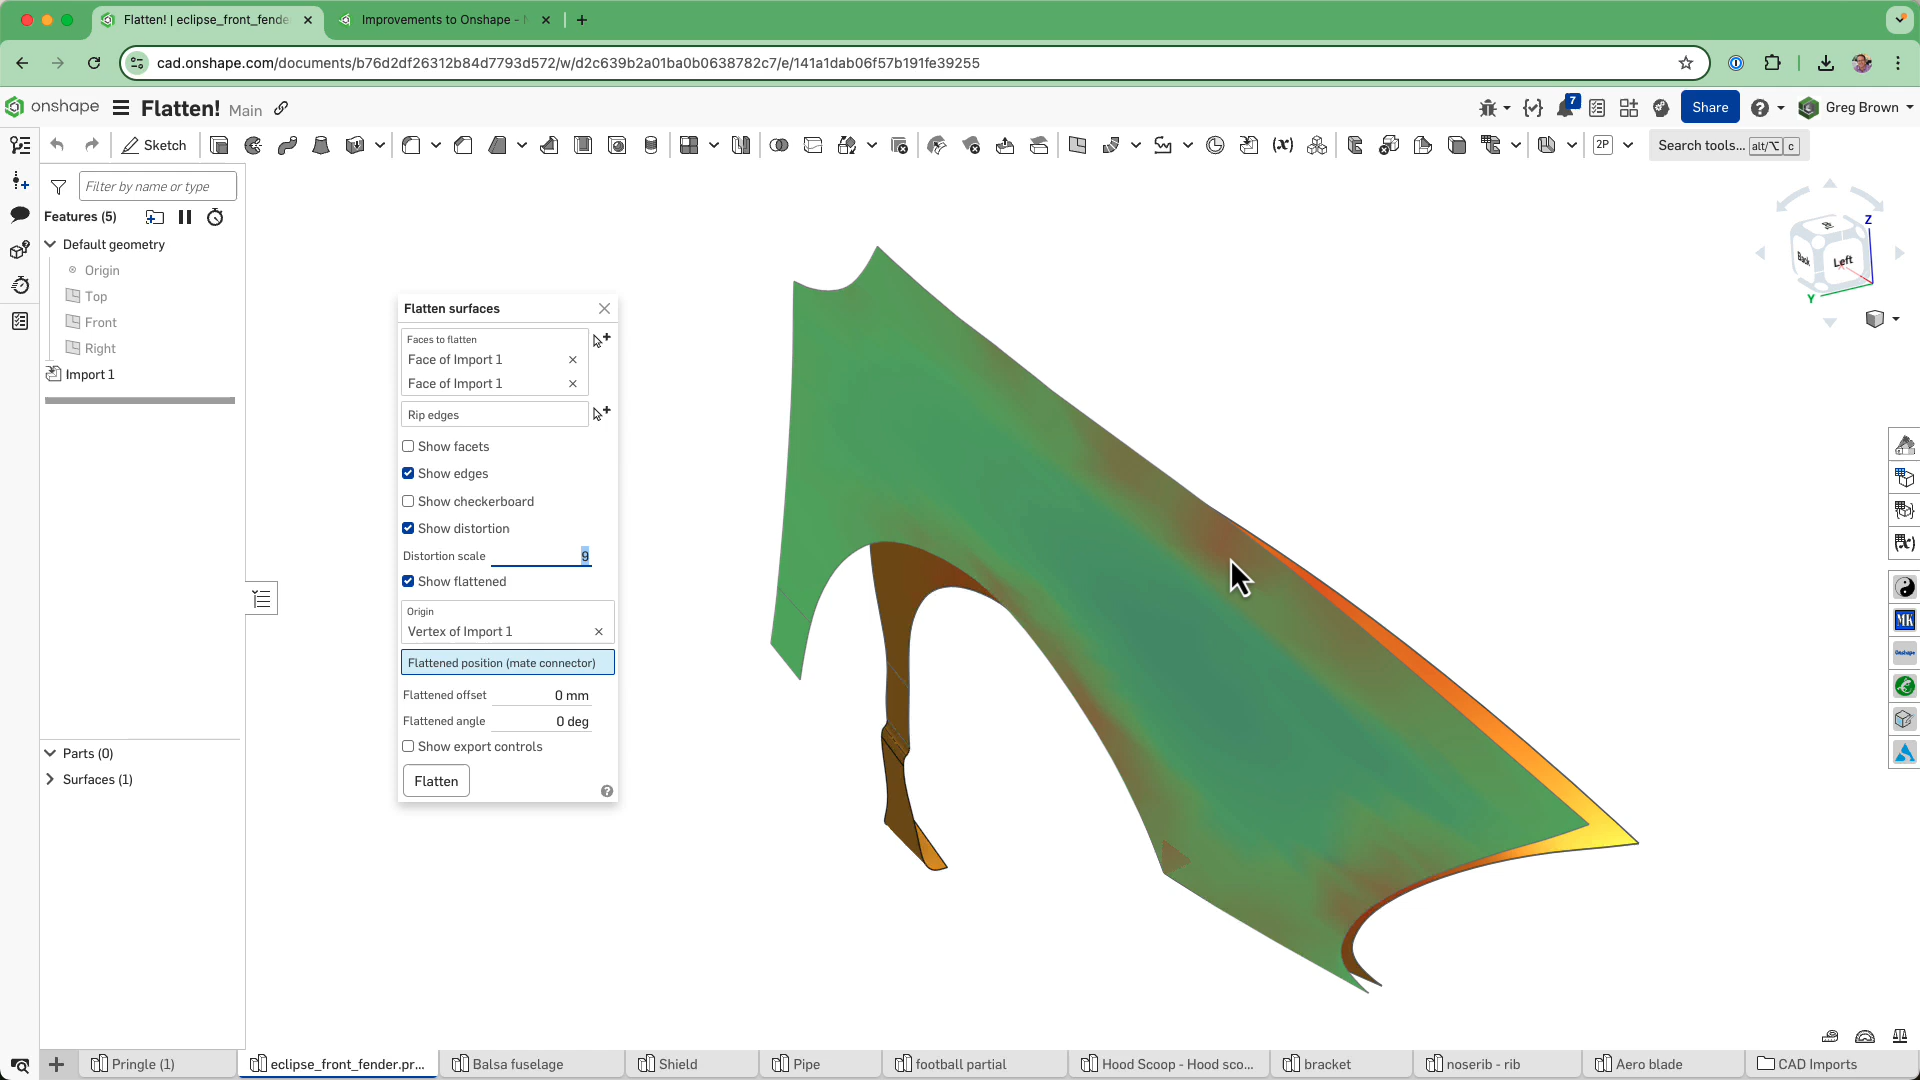 Flatten! | eclipse_front_fende
Improvements to Onshape -
cad.onshape.com/documents/b76d2df26312b84d7793d572/w/d2c639b2a01ba0b0638782c7/e/141a1dab06f57b191fe39255
onshape
Flatten! Main
7
Share
Greg Brown
Sketch
(x)
2P
Search tools... alt/⌥ c
Filter by name or type
Features (5)
Default geometry
Origin
Top
Front
Right
Import 1
Parts (0)
Surfaces (1)
Flatten surfaces
Faces to flatten
Face of Import 1
Face of Import 1
Rip edges
Show facets
Show edges
Show checkerboard
Show distortion
Distortion scale 9
Show flattened
Origin
Vertex of Import 1
Flattened position (mate connector)
Flattened offset 0 mm
Flattened angle 0 deg
Show export controls
Flatten
Z
Back
Left
Y
(x)
MK
Onshape
Pringle (1)
eclipse_front_fender.pr...
Balsa fuselage
Shield
Pipe
football partial
Hood Scoop - Hood sco...
bracket
noserib - rib
Aero blade
CAD Imports